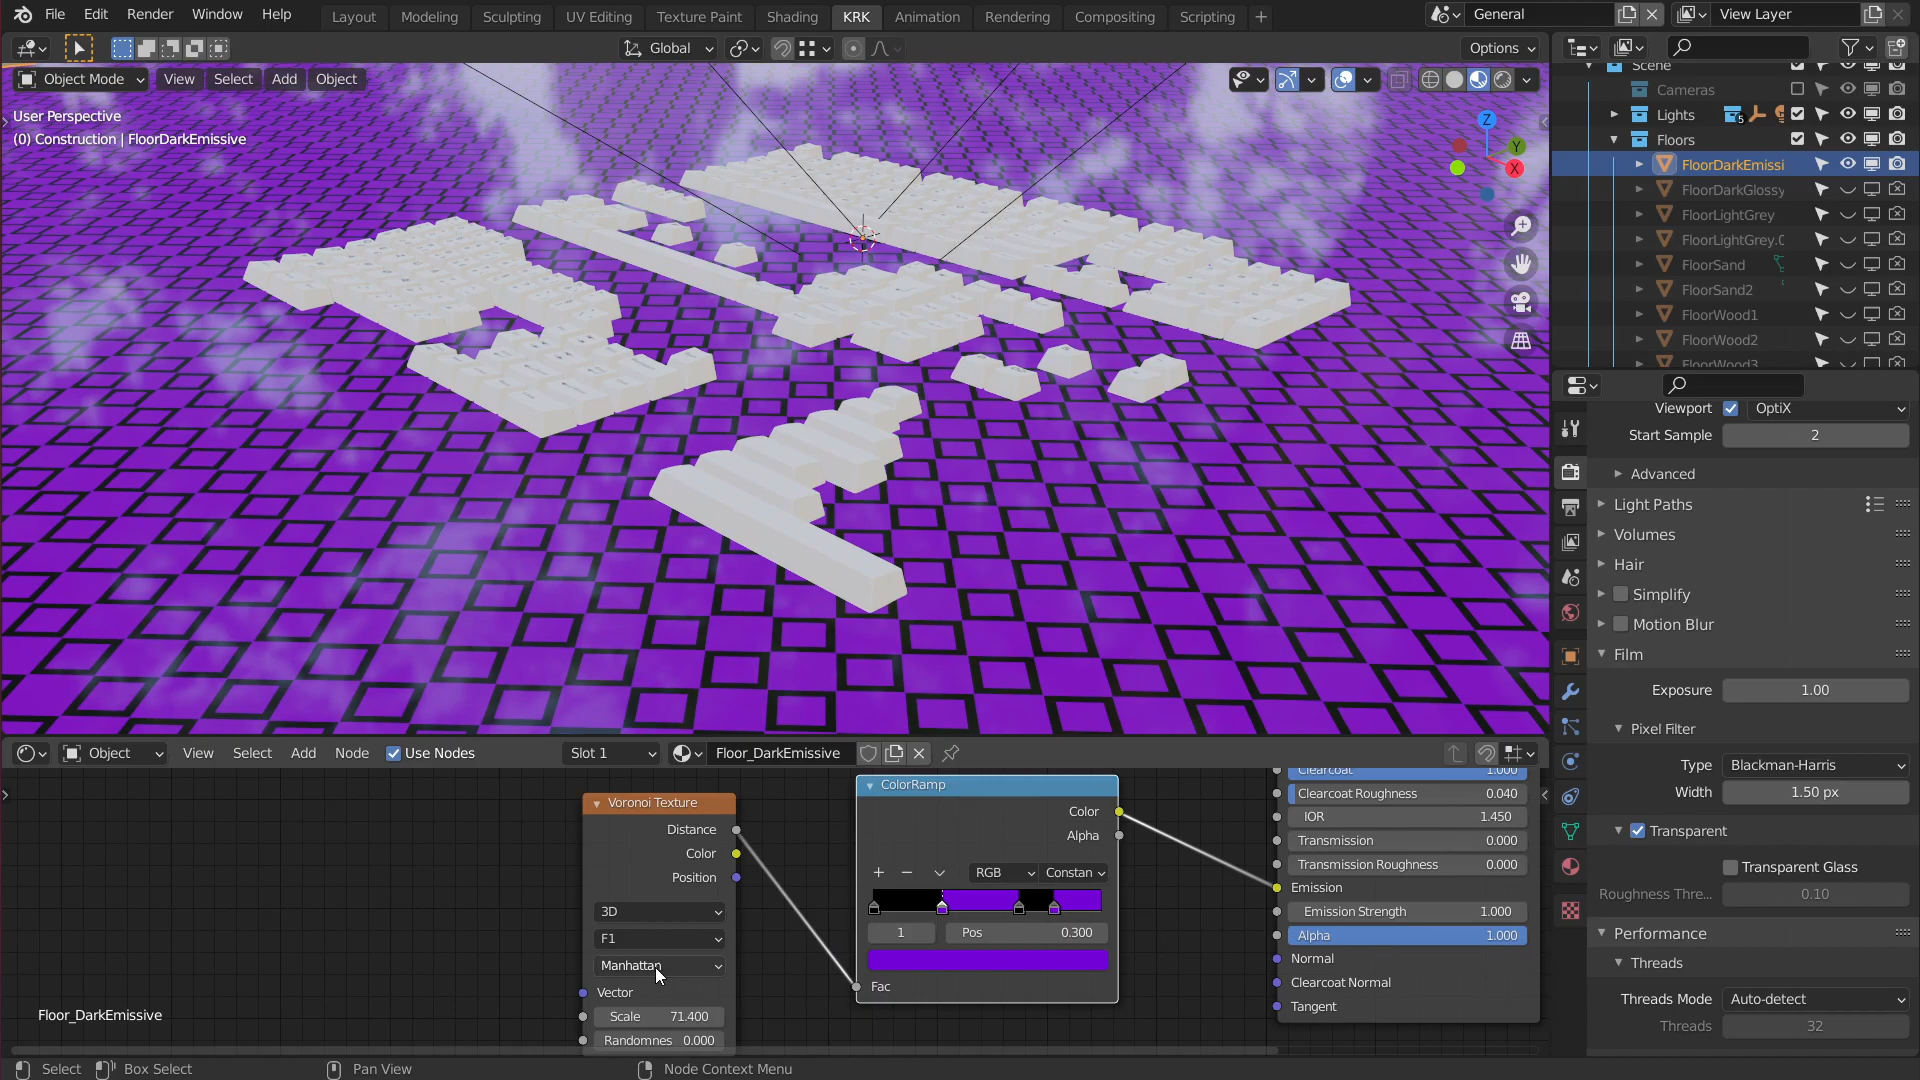 File Edit Render Window Help Layout Modeling Sculpting UV Editing Texture Paint Shading KRK Animation Rendering Compositing Scripting + General View Layer
Global Options
Object Mode View Select Add Object
User Perspective
(0) Construction | FloorDarkEmissive
Z
Y
X
Scene
Cameras
Lights 5
Floors
FloorDarkEmissi
FloorDarkGlossy
FloorLightGrey
FloorLightGrey.0
FloorSand
FloorSand2
FloorWood1
FloorWood2
FloorWood3
Viewport OptiX
Start Sample 2
Advanced
Light Paths
Volumes
Hair
Simplify
Motion Blur
Film
Exposure 1.00
Pixel Filter
Type Blackman-Harris
Width 1.50 px
Transparent
Transparent Glass
Roughness Thre... 0.10
Performance
Threads
Threads Mode Auto-detect
Threads 32
Object View Select Add Node Use Nodes Slot 1 Floor_DarkEmissive
Voronoi Texture
Distance
Color
Position
3D
F1
Manhattan
Vector
Scale 71.400
Randomnes 0.000
ColorRamp
Color
Alpha
RGB Constan
1 Pos 0.300
Fac
Clearcoat 1.000
Clearcoat Roughness 0.040
IOR 1.450
Transmission 0.000
Transmission Roughness 0.000
Emission
Emission Strength 1.000
Alpha 1.000
Normal
Clearcoat Normal
Tangent
Floor_DarkEmissive
Select Box Select Pan View Node Context Menu